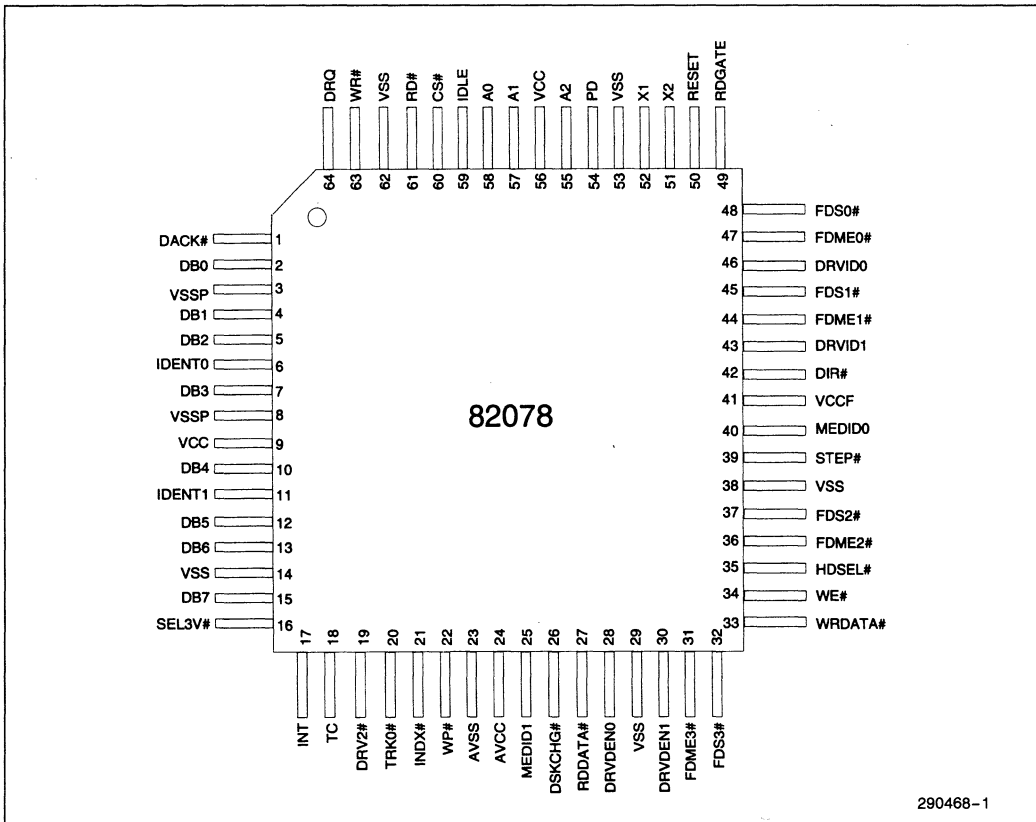 DRQ WR# VSS RD# CS# IDLE A0 A1 VCC A2 PD VSS X1 X2 RESET RDGATE
64 63 62 61 60 59 58 57 56 55 54 53 52 51 50 49
DACK# 1
DB0 2
VSSP 3
DB1 4
DB2 5
IDENT0 6
DB3 7
VSSP 8
VCC 9
DB4 10
IDENT1 11
DB5 12
DB6 13
VSS 14
DB7 15
SEL3V# 16
82078
48 FDS0#
47 FDME0#
46 DRVID0
45 FDS1#
44 FDME1#
43 DRVID1
42 DIR#
41 VCCF
40 MEDID0
39 STEP#
38 VSS
37 FDS2#
36 FDME2#
35 HDSEL#
34 WE#
33 WRDATA#
17 18 19 20 21 22 23 24 25 26 27 28 29 30 31 32
INT TC DRV2# TRK0# INDX# WP# AVSS AVCC MEDID1 DSKCHG# RDDATA# DRVDEN0 VSS DRVDEN1 FDME3# FDS3#
290468-1